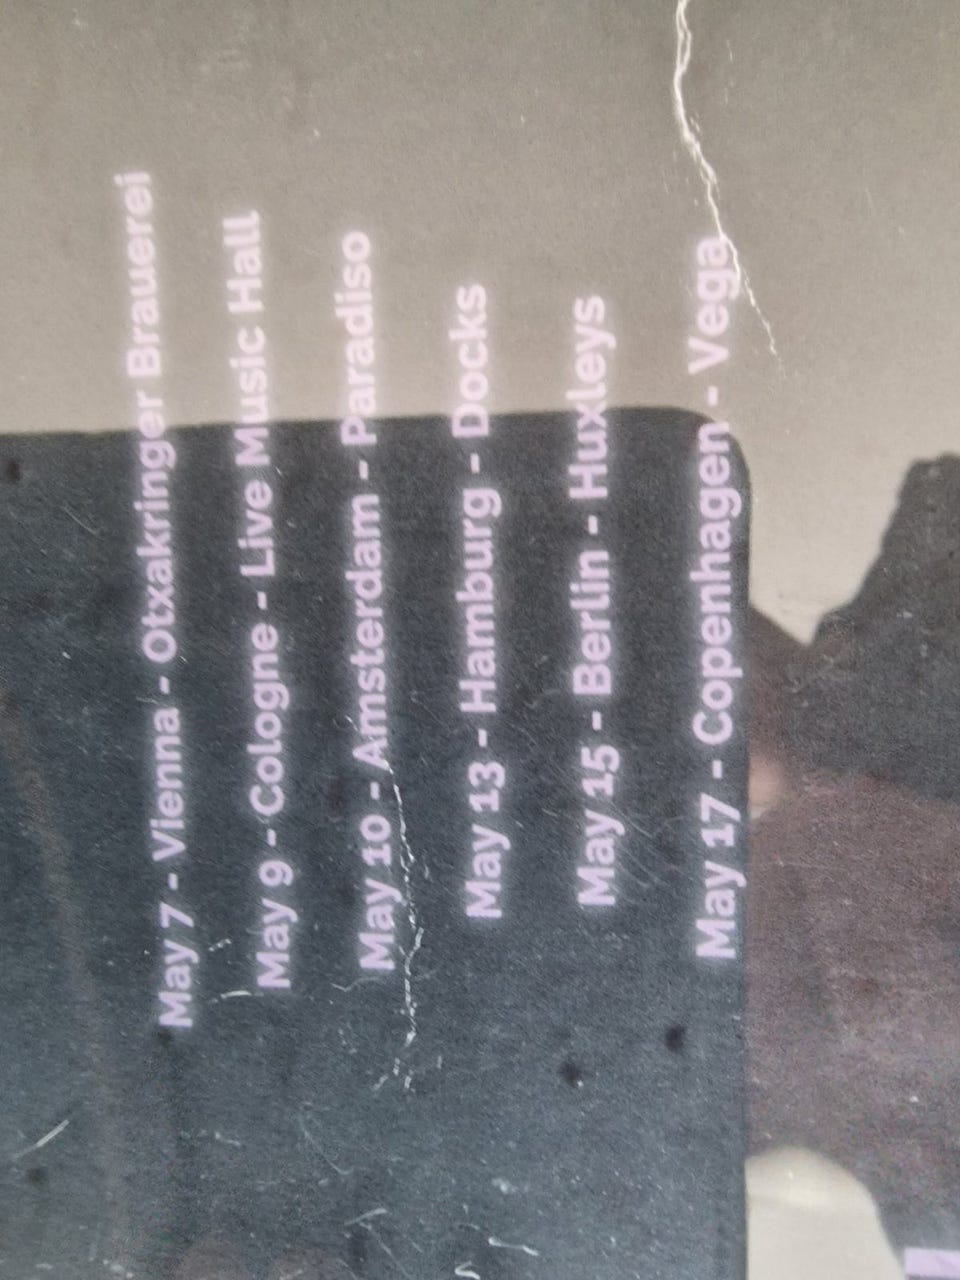 May 7 - Vienna - Otxakringer Brauerei
May 9 - Cologne - Live Music Hall
May 10 - Amsterdam - Paradiso
May 13 - Hamburg - Docks
May 15 - Berlin - Huxleys
May 17 - Copenhagen - Vega